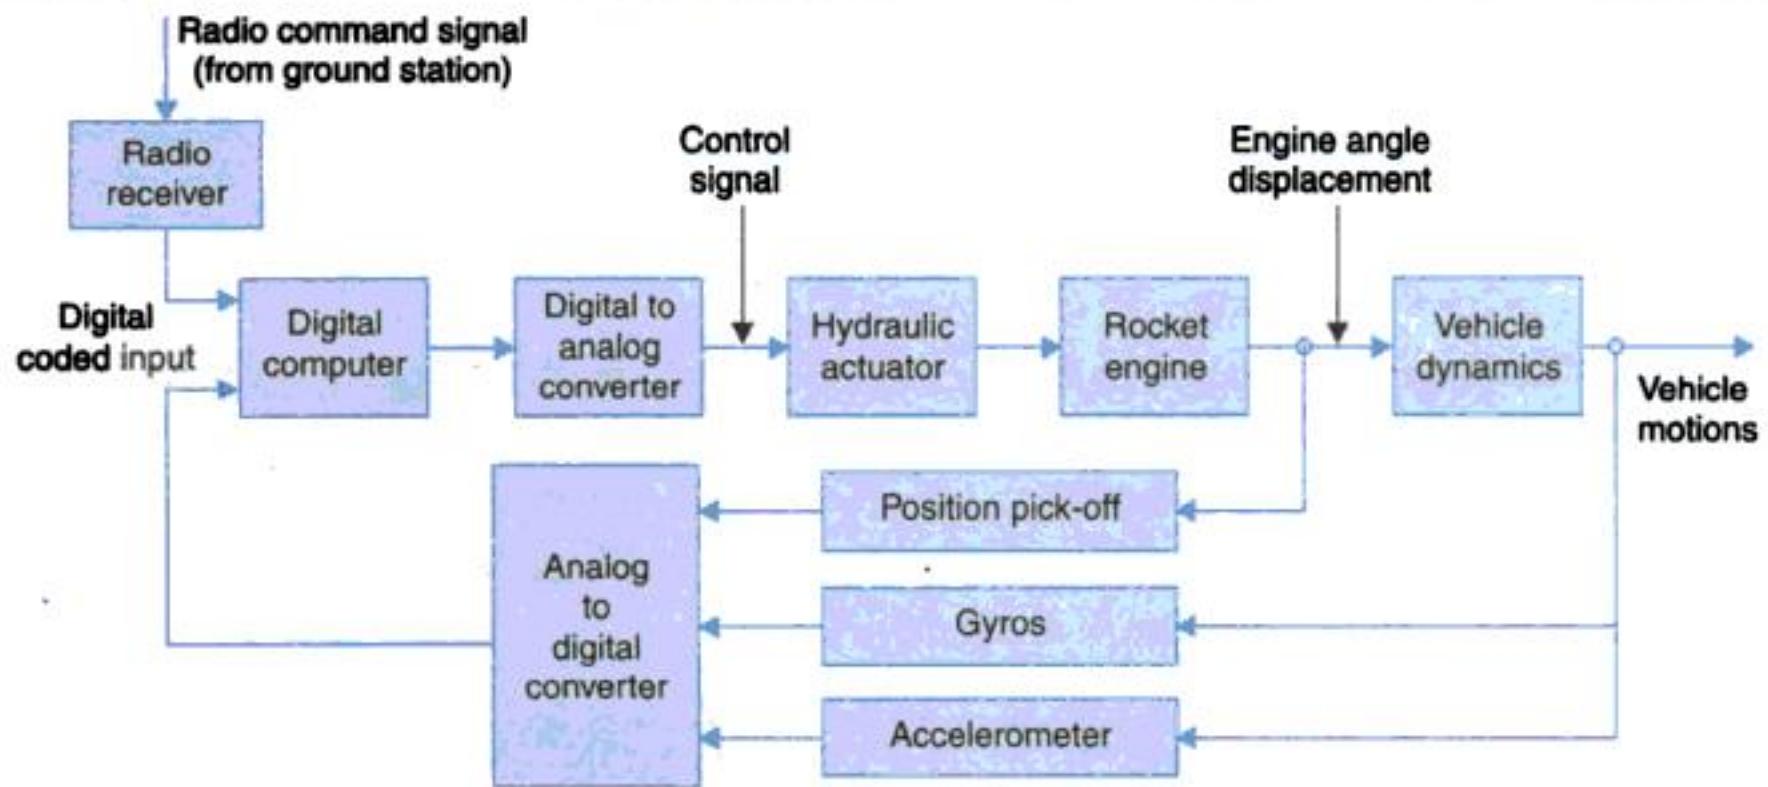 Radio command signal
(from ground station)
Radio
receiver
Control
signal
Engine angle
displacement
Digital
coded input
Digital
computer
Digital to
analog
converter
Hydraulic
actuator
Rocket
engine
Vehicle
dynamics
Vehicle
motions
Position pick-off
Analog
to
digital
converter
Gyros
Accelerometer